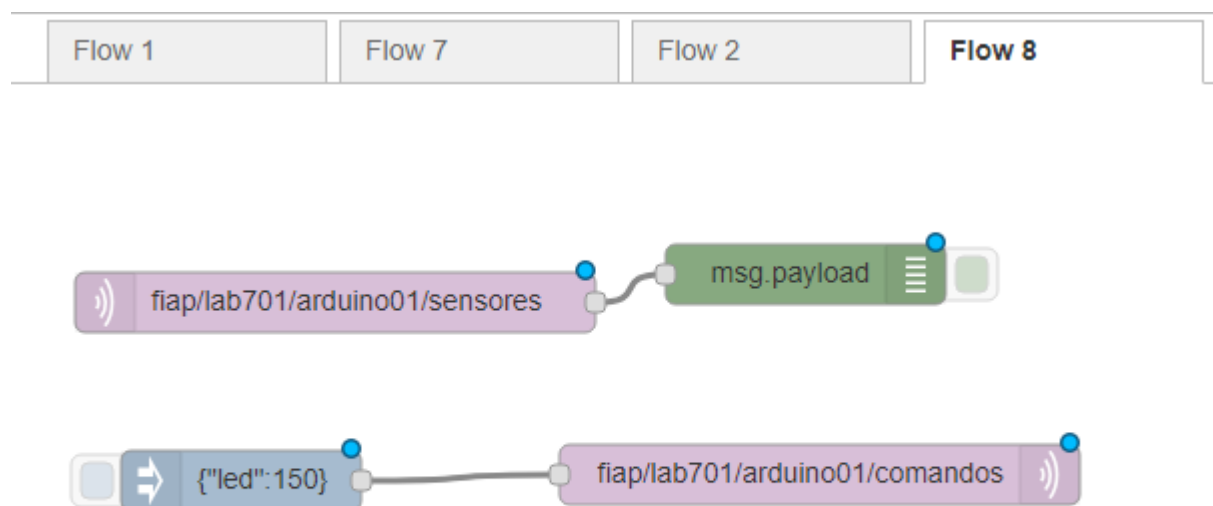 Flow 1
Flow 7
Flow 2
Flow 8
msg.payload
fiap/lab701/arduino01/sensores
{"led":150}
fiap/lab701/arduino01/comandos